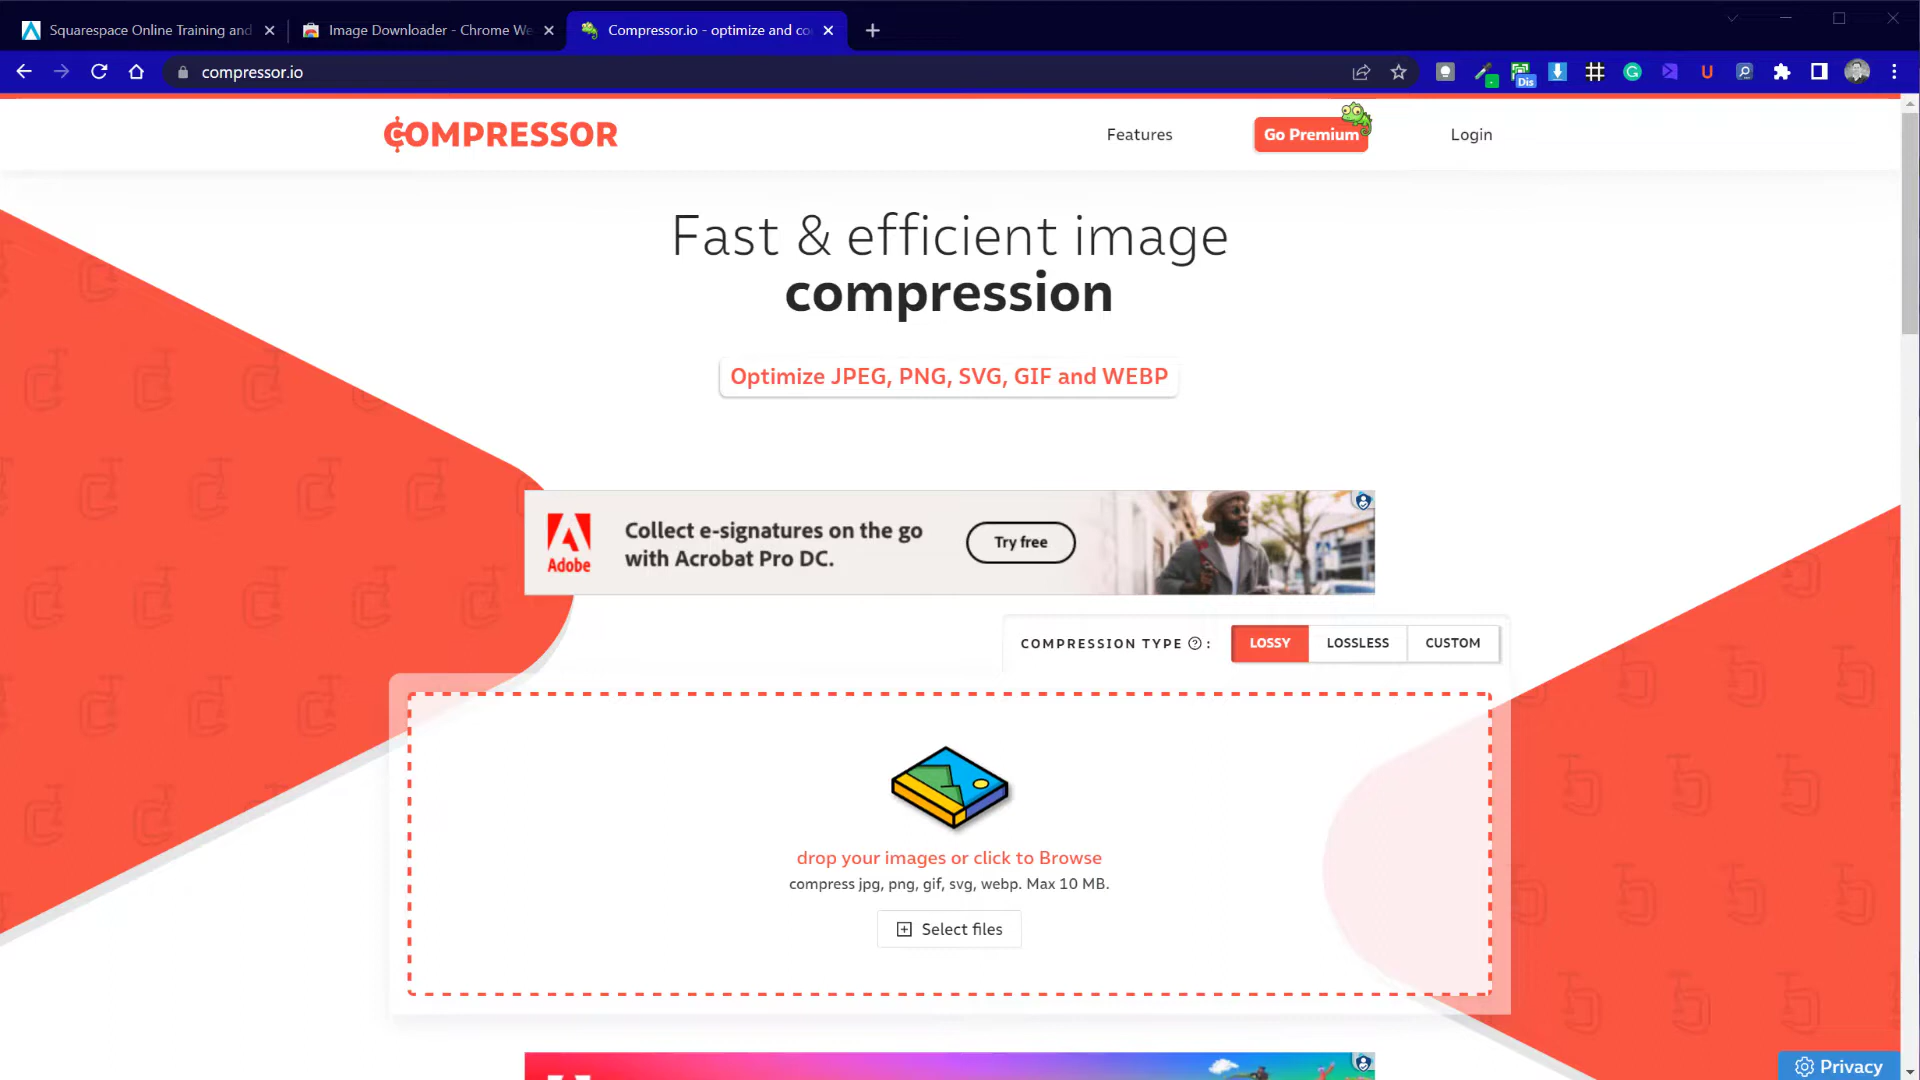 Squarespace Online Training and
Image Downloader - Chrome We
Compressor.io - optimize and co
compressor.io
Dis
COMPRESSOR
Features
Go Premium
Login
Fast & efficient image
compression
Optimize JPEG, PNG, SVG, GIF and WEBP
Adobe
Collect e-signatures on the go
with Acrobat Pro DC.
Try free
COMPRESSION TYPE ? :
LOSSY
LOSSLESS
CUSTOM
drop your images or click to Browse
compress jpg, png, gif, svg, webp. Max 10 MB.
Select files
Privacy